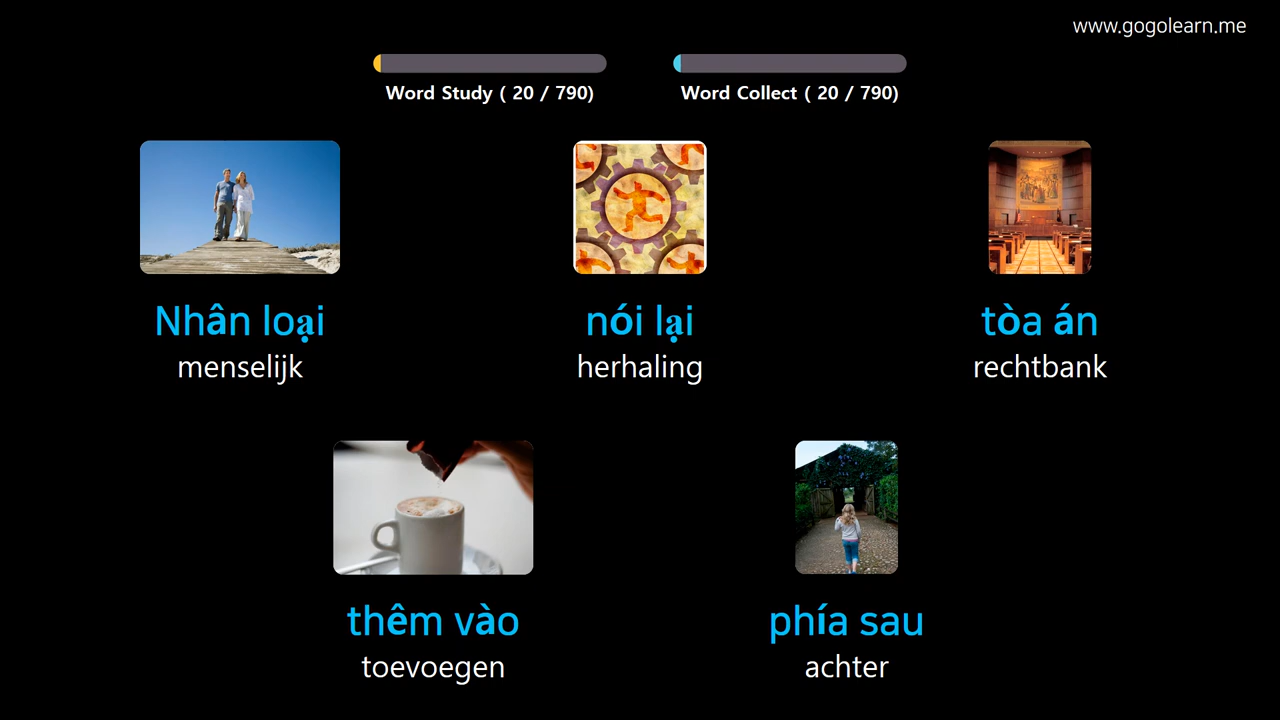 www.gogolearn.me
Word Study ( 20 / 790)
Word Collect ( 20 / 790)
Nhân loại
menselijk
nói lại
herhaling
tòa án
rechtbank
thêm vào
toevoegen
phía sau
achter